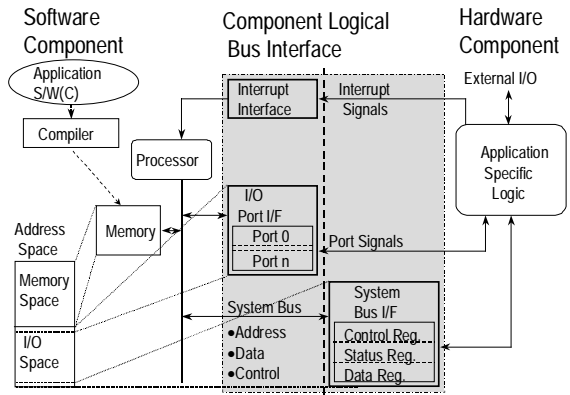 Software
Component
Component Logical
Bus Interface
Hardware
Component
Application
S/W(C)
Compiler
Processor
Memory
Address
Space
Memory
Space
I/O
Space
Interrupt
Interface
Interrupt
Signals
I/O
Port I/F
Port 0
Port n
Port Signals
System Bus
•Address
•Data
•Control
System
Bus I/F
Control Reg.
Status Reg.
Data Reg.
External I/O
Application
Specific
Logic